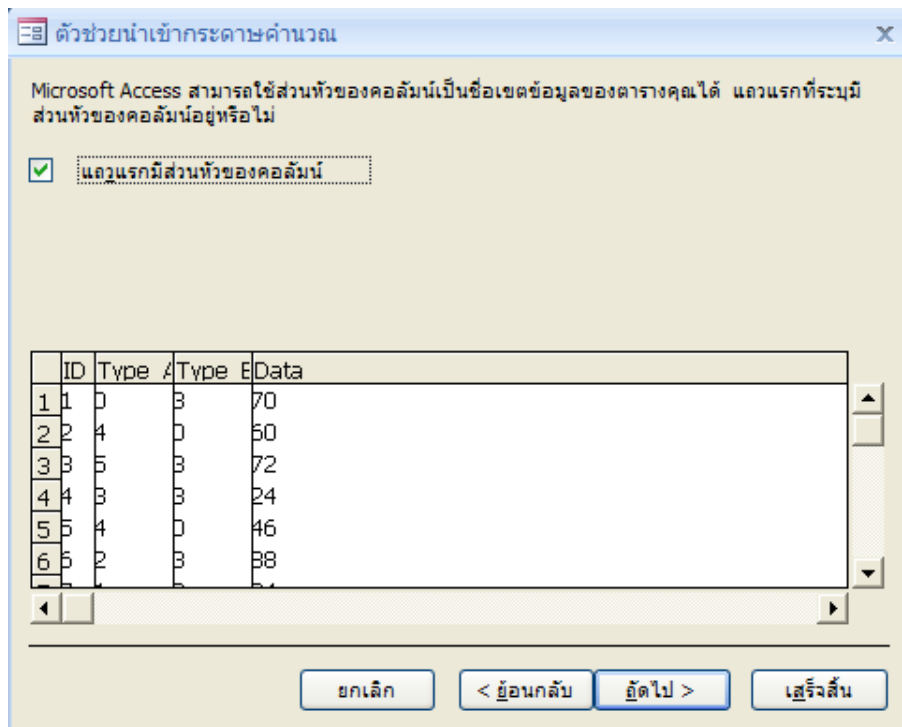 ตัวช่วยนำเข้ากระดาษคำนวณ
Microsoft Access สามารถใช้ส่วนหัวของคอลัมน์เป็นชื่อเขตข้อมูลของตารางคุณได้ แถวแรกที่ระบุมี
ส่วนหัวของคอลัมน์อยู่หรือไม่
แถวแรกมีส่วนหัวของคอลัมน์
ID Type Type Data
1 1 0 3 70
2 2 4 0 60
3 3 5 3 72
4 4 3 3 24
5 5 4 0 46
6 6 2 3
ยกเลิก < ย้อนกลับ ถัดไป > เสร็จสิ้น